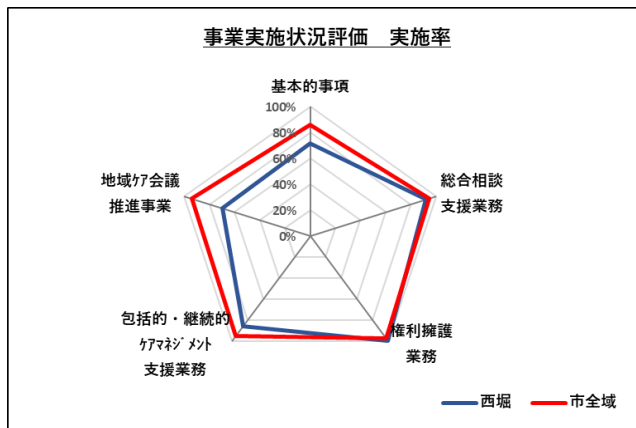 事業実施状況評価　実施率
基本的事項
100%
80%
60%
40%
20%
0%
総合相談
支援業務
権利擁護
業務
包括的・継続的
ｹｱﾏﾈｼﾞﾒﾝﾄ
支援業務
地域ｹｱ会議
推進事業
西堀
市全域